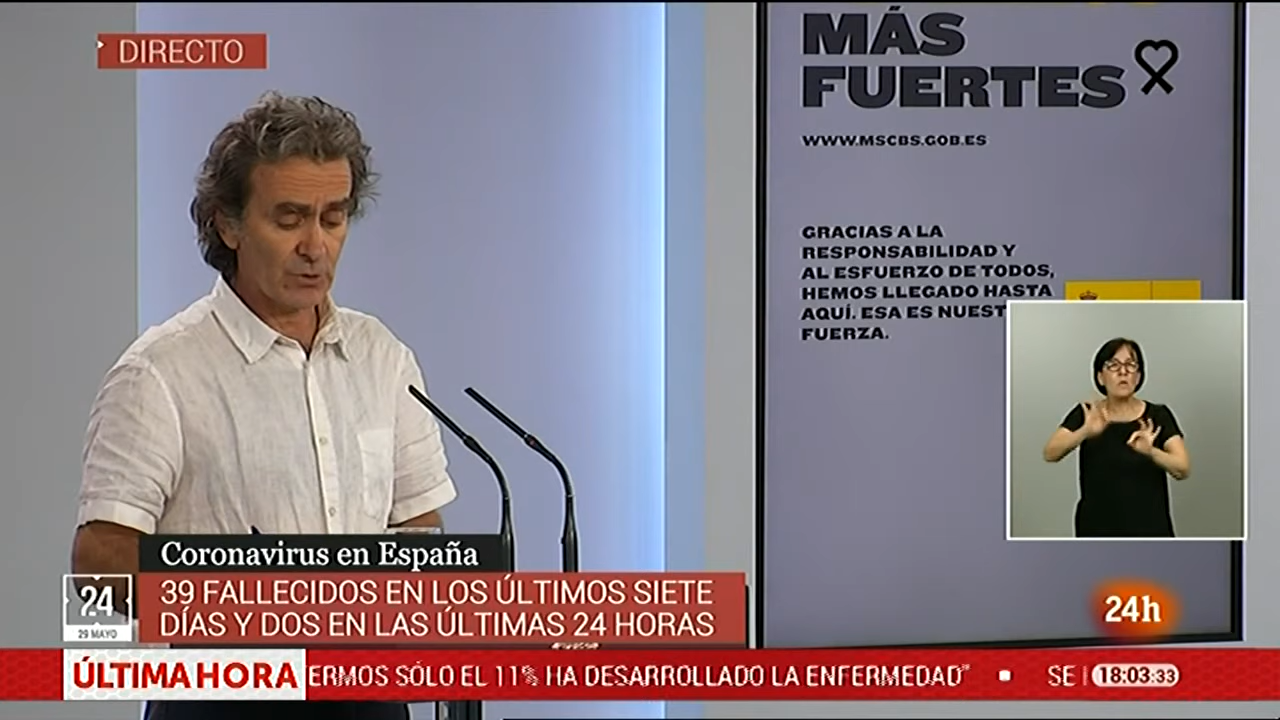 DIRECTO
MÁS
FUERTES
WWW.MSCBS.GOB.ES
GRACIAS A LA
RESPONSABILIDAD Y
AL ESFUERZO DE TODOS,
HEMOS LLEGADO HASTA
AQUÍ. ESA ES NUEST
FUERZA.
Coronavirus en España
39 FALLECIDOS EN LOS ÚLTIMOS SIETE
DÍAS Y DOS EN LAS ÚLTIMAS 24 HORAS
24
29 MAYO
24h
ÚLTIMA HORA ERMOS SÓLO EL 11% HA DESARROLLADO LA ENFERMEDAD" • SE 18:03:33